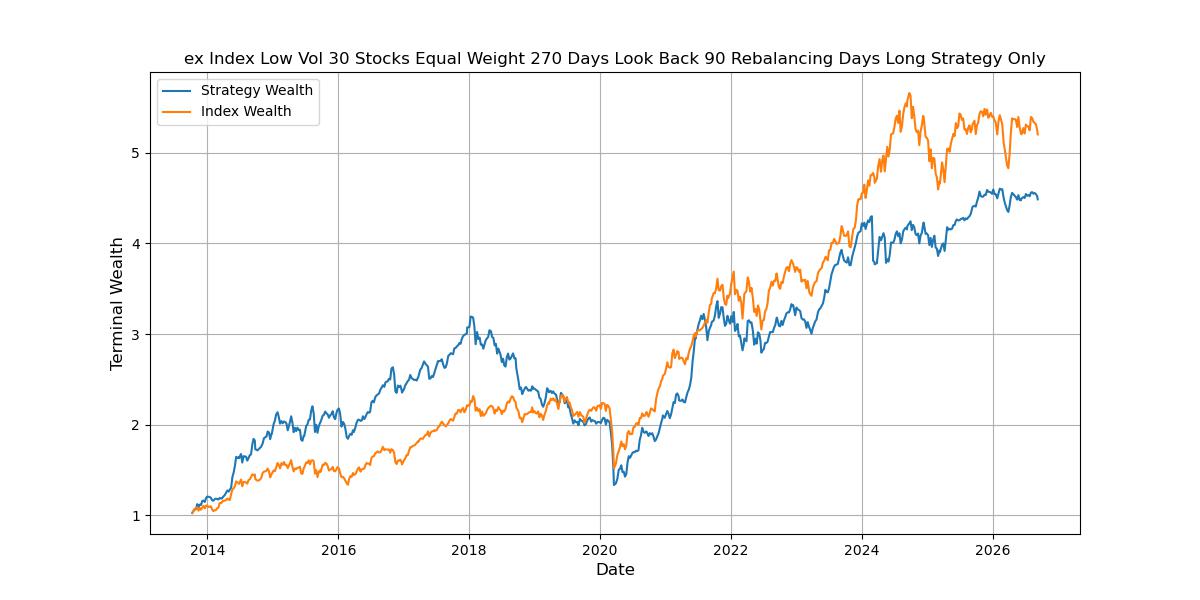 ex Index Low Vol 30 Stocks Equal Weight 270 Days Look Back 90 Rebalancing Days Long Strategy Only
Strategy Wealth
Index Wealth
Terminal Wealth
5
4
3
2
1
2014 2016 2018 2020 2022 2024 2026
Date